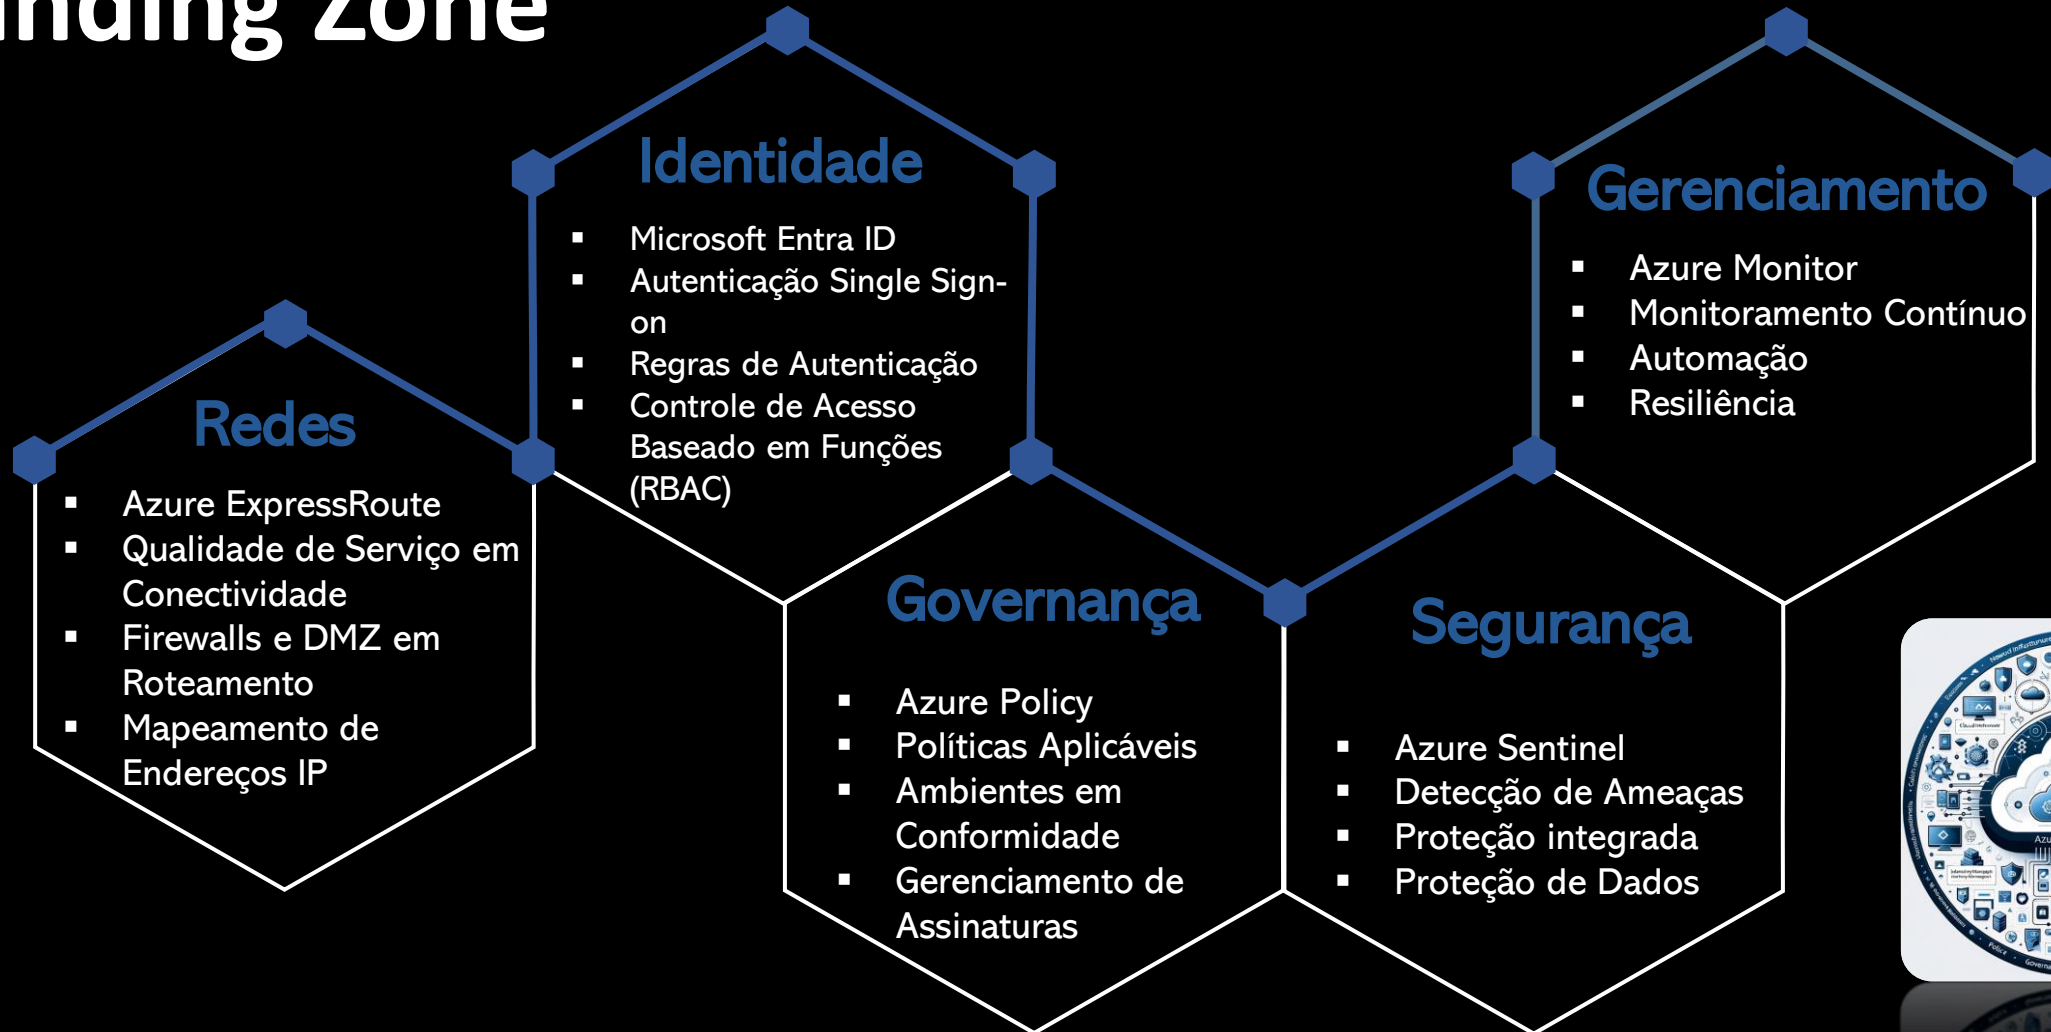 nding Zone
Identidade
▪ Microsoft Entra ID
▪ Autenticação Single Sign-
on
▪ Regras de Autenticação
▪ Controle de Acesso
Baseado em Funções
(RBAC)
Gerenciamento
▪ Azure Monitor
▪ Monitoramento Contínuo
▪ Automação
▪ Resiliência
Redes
▪ Azure ExpressRoute
▪ Qualidade de Serviço em
Conectividade
▪ Firewalls e DMZ em
Roteamento
▪ Mapeamento de
Endereços IP
Governança
▪ Azure Policy
▪ Políticas Aplicáveis
▪ Ambientes em
Conformidade
▪ Gerenciamento de
Assinaturas
Segurança
▪ Azure Sentinel
▪ Detecção de Ameaças
▪ Proteção integrada
▪ Proteção de Dados